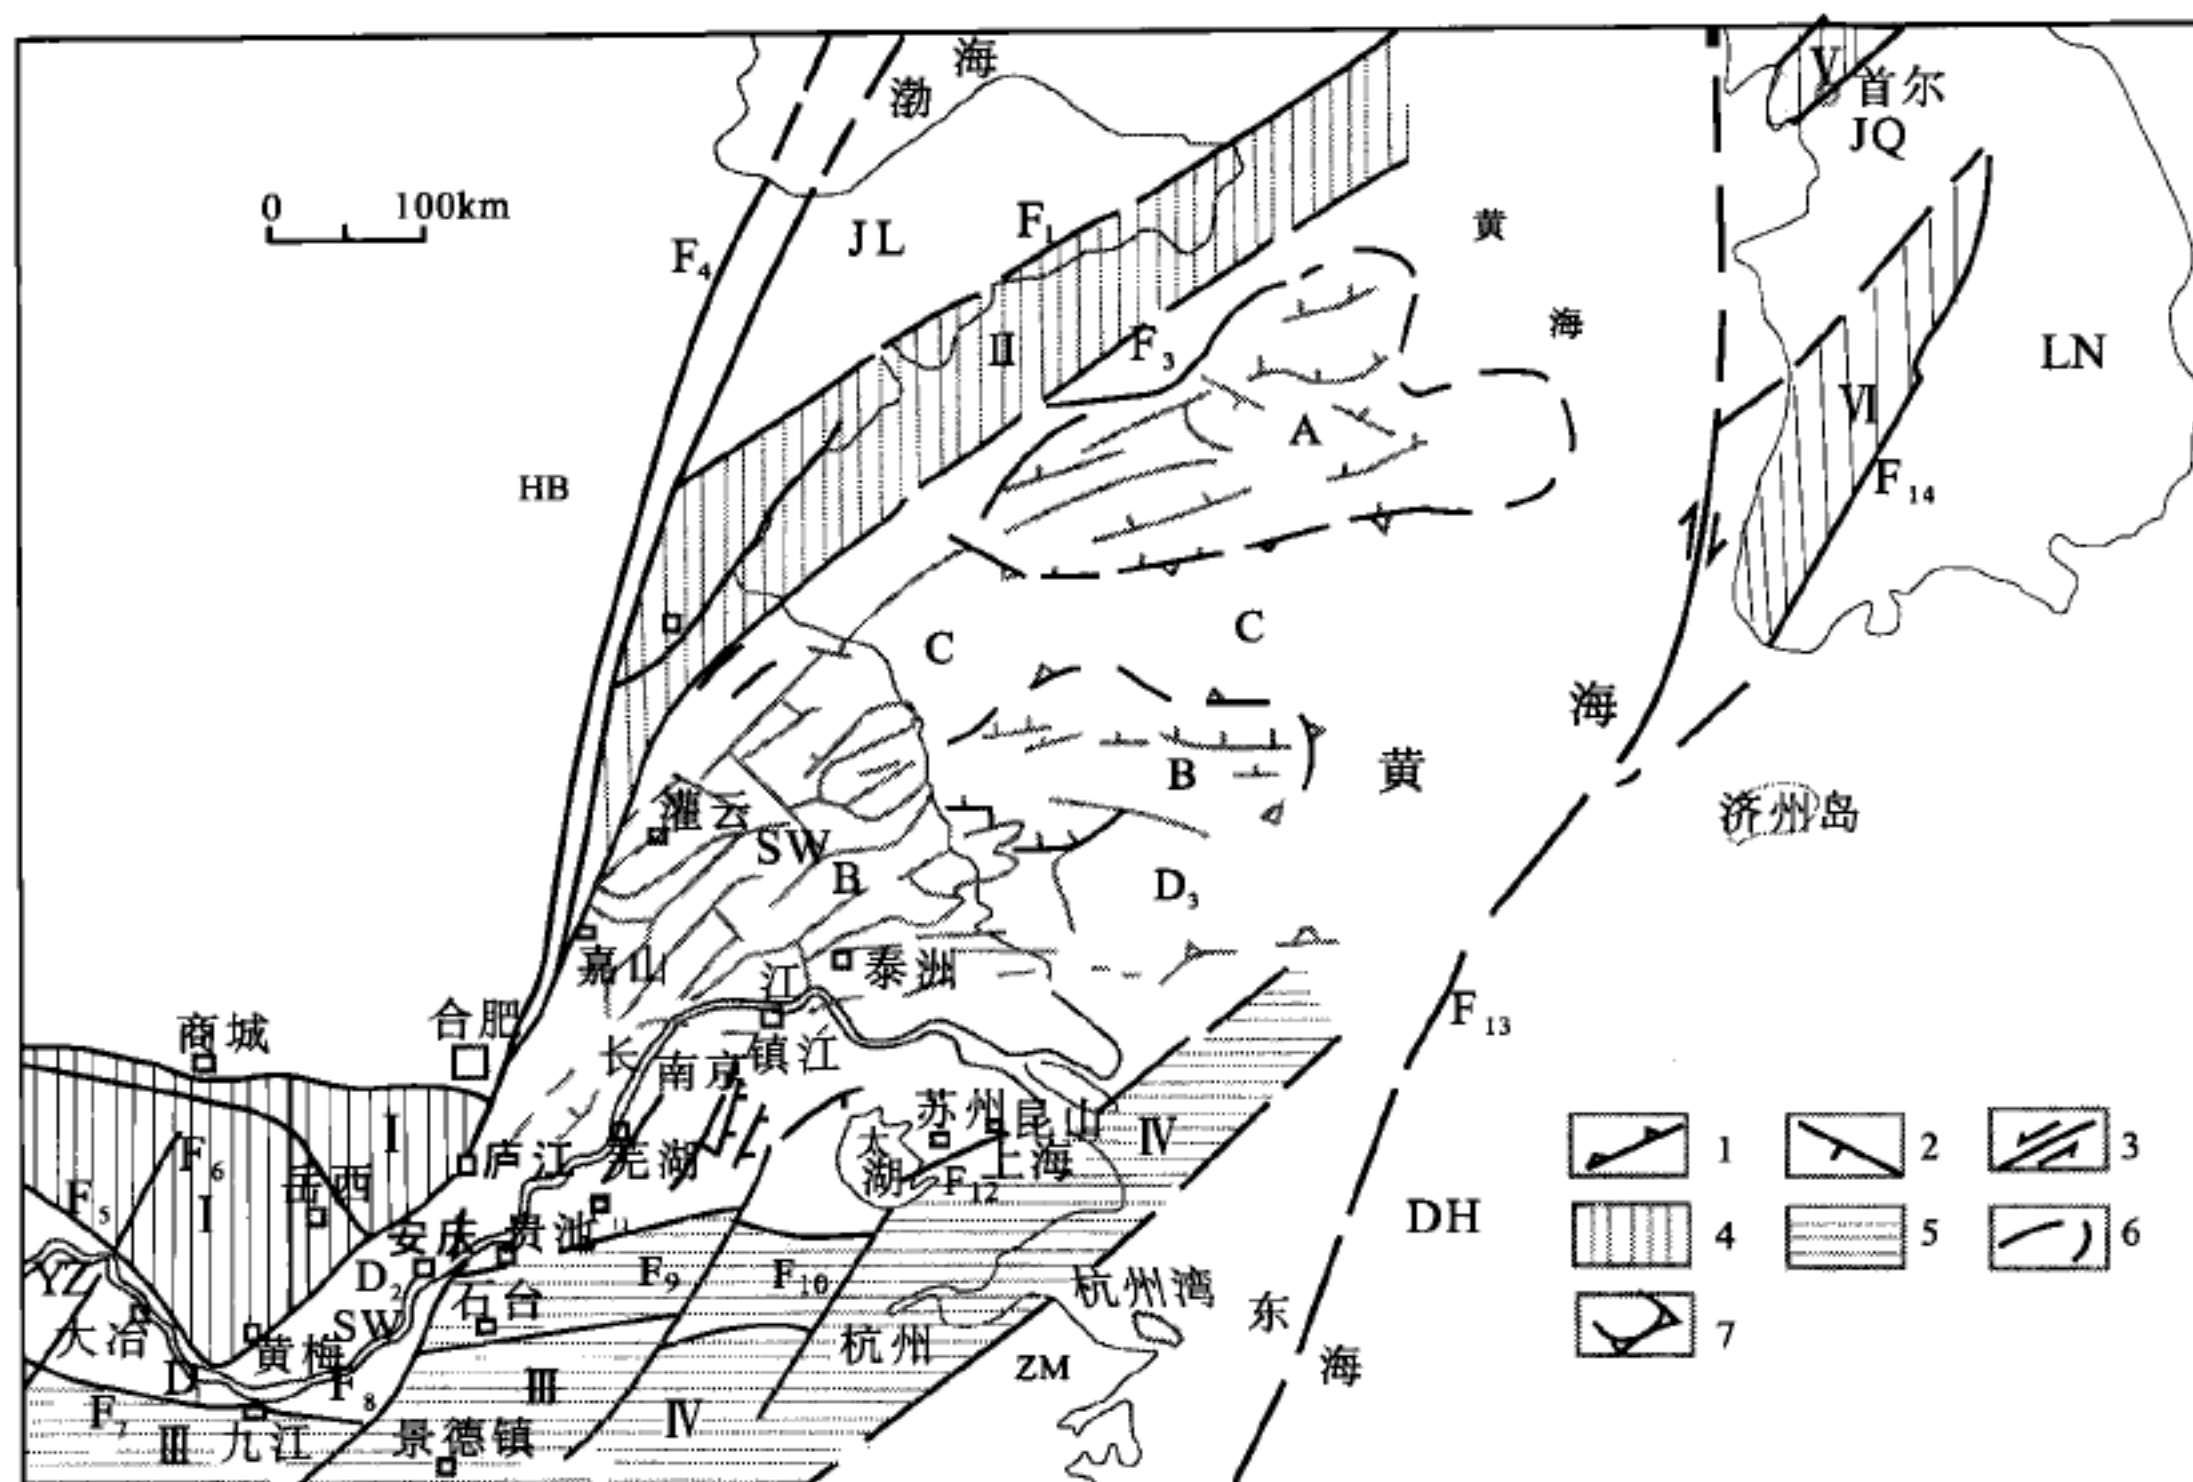 海
渤
V
首尔
JQ
0 100km
JL
F₁
F₄
黄
海
II
F₃
LN
A
VI
HB
F₁₄
C
C
海
黄
B
济州岛
灌云
SW
B
D₃
嘉山
江
泰洲
F₁₃
商城
合肥
长
南京
镇江
苏州
昆山
IV
太
湖
上海
F₁₂
I
庐江
芜湖
F₆
岳西
F₅
I
DH
安庆
贵池
D₂
F₉
F₁₀
YZ
石台
杭州湾
东
海
大冶
黄梅
SW
杭州
ZM
D
F₈
III
IV
F₇
III
九江
景德镇
1
2
3
4
5
6
7